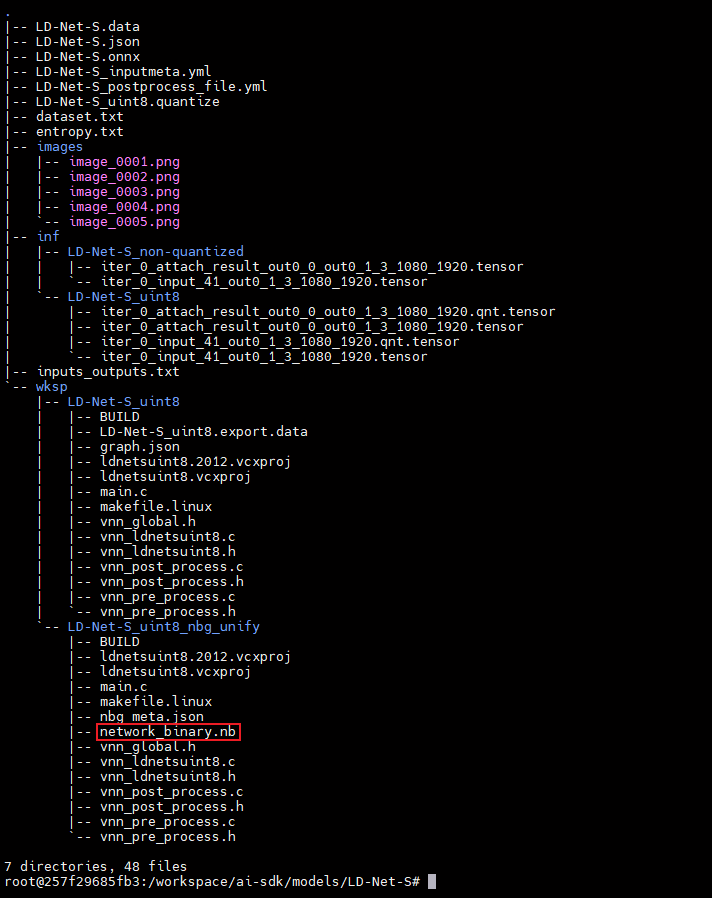 .
|-- LD-Net-S.data
|-- LD-Net-S.json
|-- LD-Net-S.onnx
|-- LD-Net-S_inputmeta.yml
|-- LD-Net-S_postprocess_file.yml
|-- LD-Net-S_uint8.quantize
|-- dataset.txt
|-- entropy.txt
|-- images
|   |-- image_0001.png
|   |-- image_0002.png
|   |-- image_0003.png
|   |-- image_0004.png
|   `-- image_0005.png
|-- inf
|   |-- LD-Net-S_non-quantized
|   |   |-- iter_0_attach_result_out0_0_out0_1_3_1080_1920.tensor
|   |   `-- iter_0_input_41_out0_1_3_1080_1920.tensor
|   `-- LD-Net-S_uint8
|       |-- iter_0_attach_result_out0_0_out0_1_3_1080_1920.qnt.tensor
|       |-- iter_0_attach_result_out0_0_out0_1_3_1080_1920.tensor
|       |-- iter_0_input_41_out0_1_3_1080_1920.qnt.tensor
|       `-- iter_0_input_41_out0_1_3_1080_1920.tensor
|-- inputs_outputs.txt
`-- wksp
    |-- LD-Net-S_uint8
    |   |-- BUILD
    |   |-- LD-Net-S_uint8.export.data
    |   |-- graph.json
    |   |-- ldnetsuint8.2012.vcxproj
    |   |-- ldnetsuint8.vcxproj
    |   |-- main.c
    |   |-- makefile.linux
    |   |-- vnn_global.h
    |   |-- vnn_ldnetsuint8.c
    |   |-- vnn_ldnetsuint8.h
    |   |-- vnn_post_process.c
    |   |-- vnn_post_process.h
    |   |-- vnn_pre_process.c
    |   `-- vnn_pre_process.h
    `-- LD-Net-S_uint8_nbg_unify
        |-- BUILD
        |-- ldnetsuint8.2012.vcxproj
        |-- ldnetsuint8.vcxproj
        |-- main.c
        |-- makefile.linux
        |-- nbg_meta.json
        |-- network_binary.nb
        |-- vnn_global.h
        |-- vnn_ldnetsuint8.c
        |-- vnn_ldnetsuint8.h
        |-- vnn_post_process.c
        |-- vnn_post_process.h
        |-- vnn_pre_process.c
        `-- vnn_pre_process.h

7 directories, 48 files
root@257f29685fb3:/workspace/ai-sdk/models/LD-Net-S#